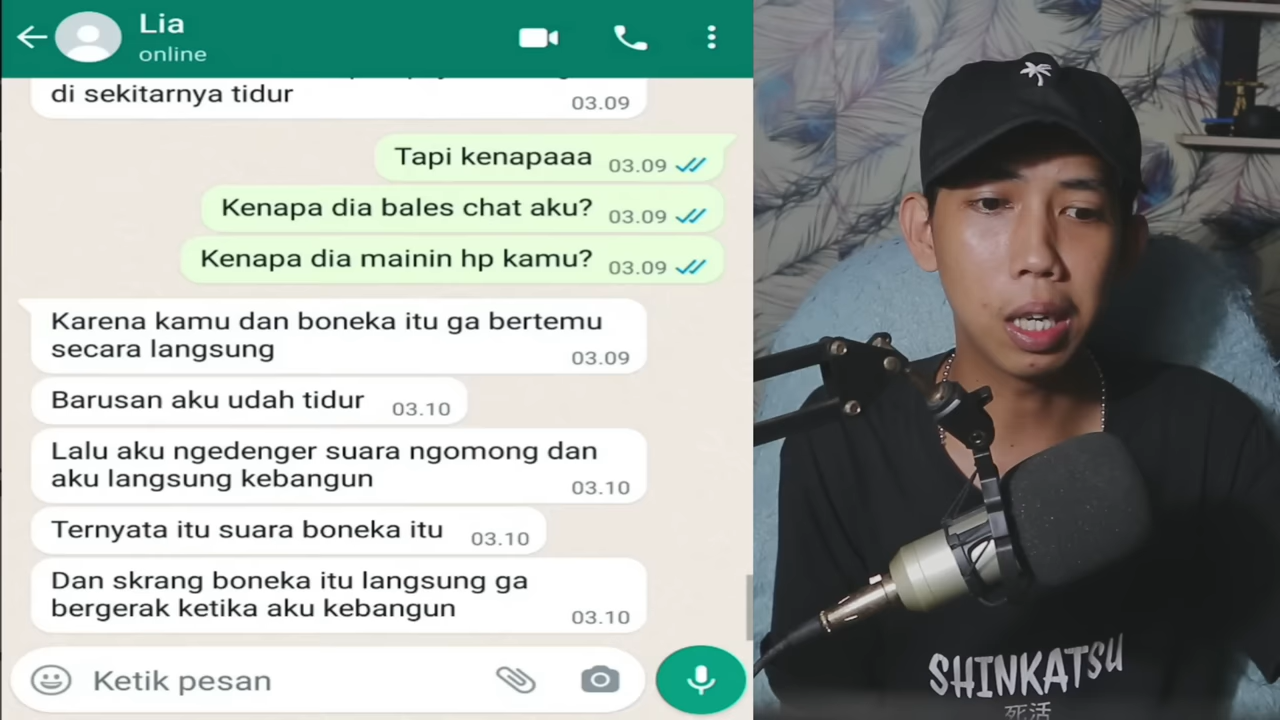 Lia
online
di sekitarnya tidur
03.09
Tapi kenapaaa 03.09
Kenapa dia bales chat aku? 03.09
Kenapa dia mainin hp kamu? 03.09
Karena kamu dan boneka itu ga bertemu
secara langsung 03.09
Barusan aku udah tidur 03.10
Lalu aku ngedenger suara ngomong dan
aku langsung kebangun 03.10
Ternyata itu suara boneka itu 03.10
Dan skrang boneka itu langsung ga
bergerak ketika aku kebangun 03.10
Ketik pesan
SHINKATSU
死活